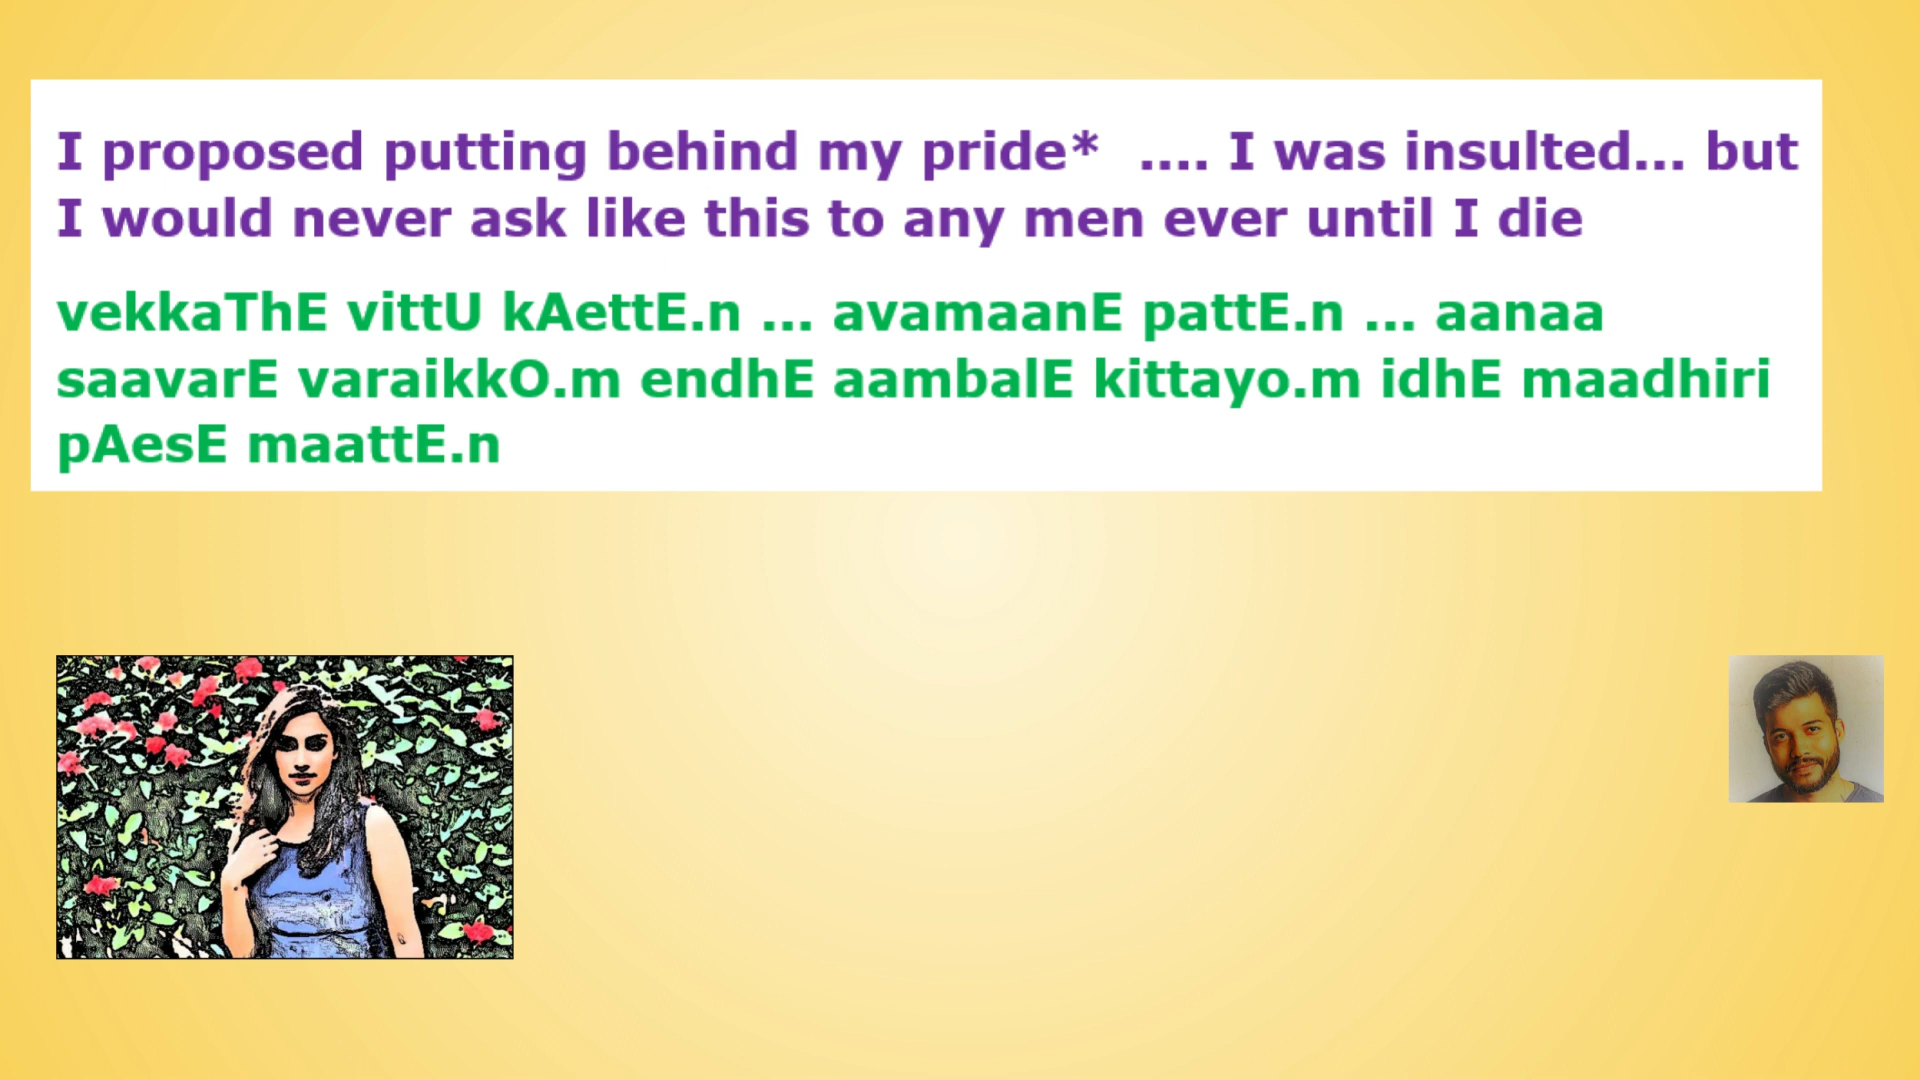 I proposed putting behind my pride* .... I was insulted... but
I would never ask like this to any men ever until I die
vekkaThE vittU kAettE.n ... avamaanE pattE.n ... aanaa
saavarE varaikkO.m endhE aambalE kittayo.m idhE maadhiri
pAesE maattE.n